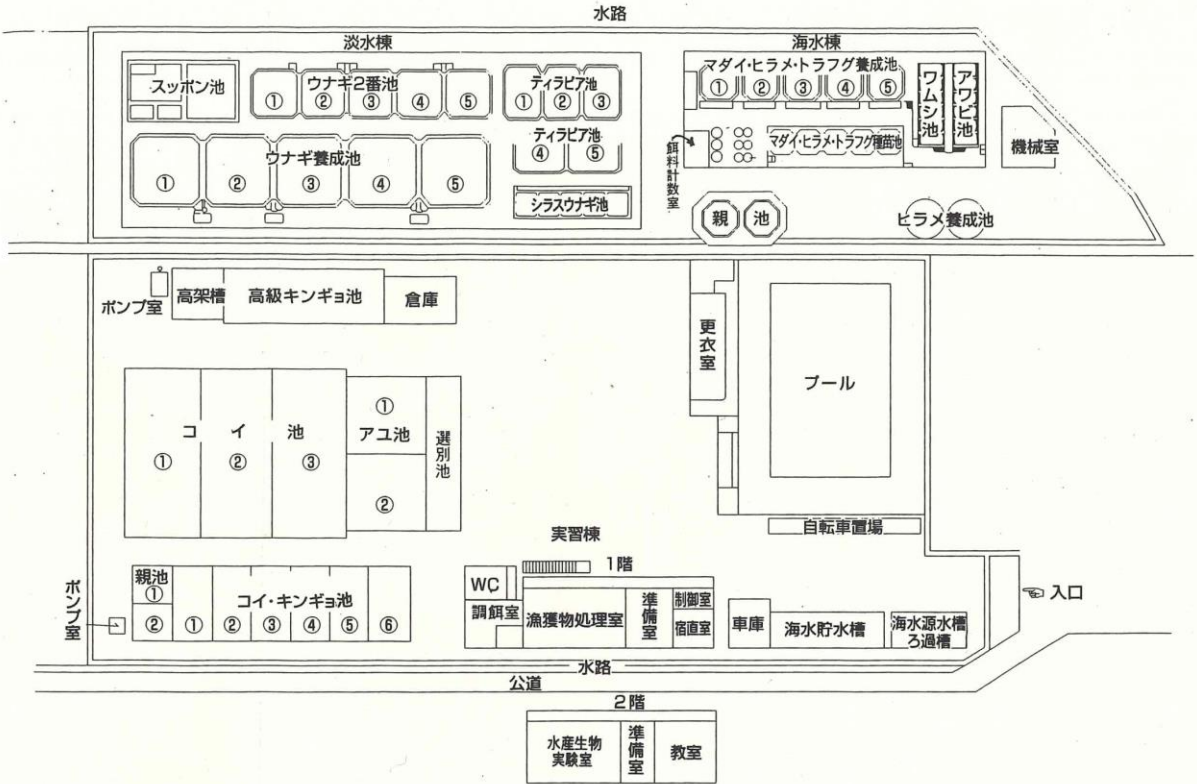 水路
淡水棟
海水棟
スッポン池
ウナギ2番池
① ② ③ ④ ⑤
ティラピア池
① ② ③
ティラピア池
④ ⑤
ウナギ養成池
① ② ③ ④ ⑤
シラスウナギ池
マダイ・ヒラメ・トラフグ養成池
① ② ③ ④ ⑤
ワムシ池
アワビ池
機械室
餌料計数室
マダイ・ヒラメ・トラフグ種苗池
親 池
ヒラメ養成池
ポンプ室
高架槽
高級キンギョ池
倉庫
更衣室
プール
コイ池
① ② ③
①
アユ池
②
選別池
自転車置場
実習棟
1階
ポンプ室
親池
①
②
コイ・キンギョ池
① ② ③ ④ ⑤ ⑥
WC
調餌室
漁獲物処理室
準備室
制御室
宿直室
車庫
海水貯水槽
海水源水槽
ろ過槽
入口
水路
公道
2階
水産生物
実験室
準備室
教室